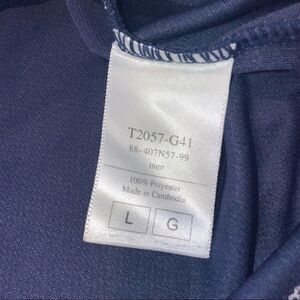 T2057-G41
88-407N57-99
19107
100% Polyester
Made in Cambodia
L G